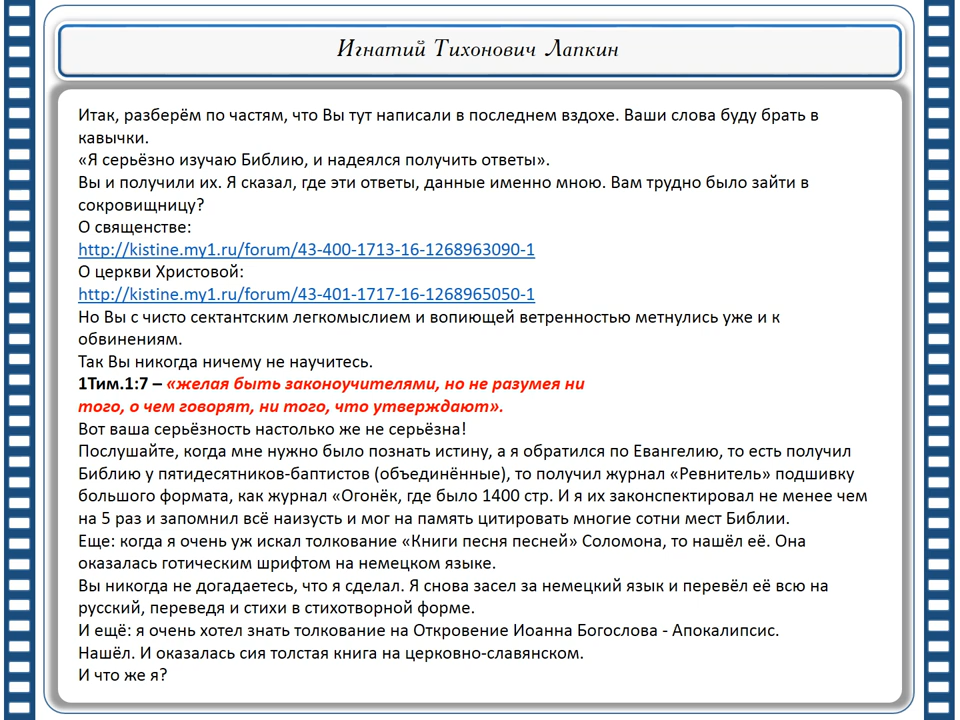 Игнатий Тихонович Лапкин
Итак, разберём по частям, что Вы тут написали в последнем вздохе. Ваши слова буду брать в
кавычки.
«Я серьёзно изучаю Библию, и надеялся получить ответы».
Вы и получили их. Я сказал, где эти ответы, данные именно мною. Вам трудно было зайти в
сокровищницу?
О священстве:
http://kistine.my1.ru/forum/43-400-1713-16-1268963090-1
О церкви Христовой:
http://kistine.my1.ru/forum/43-401-1717-16-1268965050-1
Но Вы с чисто сектантским легкомыслием и вопиющей ветренностью метнулись уже и к
обвинениям.
Так Вы никогда ничему не научитесь.
1Тим.1:7 – «желая быть законоучителями, но не разумея ни
того, о чем говорят, ни того, что утверждают».
Вот ваша серьёзность настолько же не серьёзна!
Послушайте, когда мне нужно было познать истину, а я обратился по Евангелию, то есть получил
Библию у пятидесятников-баптистов (объединённые), то получил журнал «Ревнитель» подшивку
большого формата, как журнал «Огонёк, где было 1400 стр. И я их законспектировал не менее чем
на 5 раз и запомнил всё наизусть и мог на память цитировать многие сотни мест Библии.
Еще: когда я очень уж искал толкование «Книги песня песней» Соломона, то нашёл её. Она
оказалась готическим шрифтом на немецком языке.
Вы никогда не догадаетесь, что я сделал. Я снова засел за немецкий язык и перевёл её всю на
русский, переведя и стихи в стихотворной форме.
И ещё: я очень хотел знать толкование на Откровение Иоанна Богослова - Апокалипсис.
Нашёл. И оказалась сия толстая книга на церковно-славянском.
И что же я?